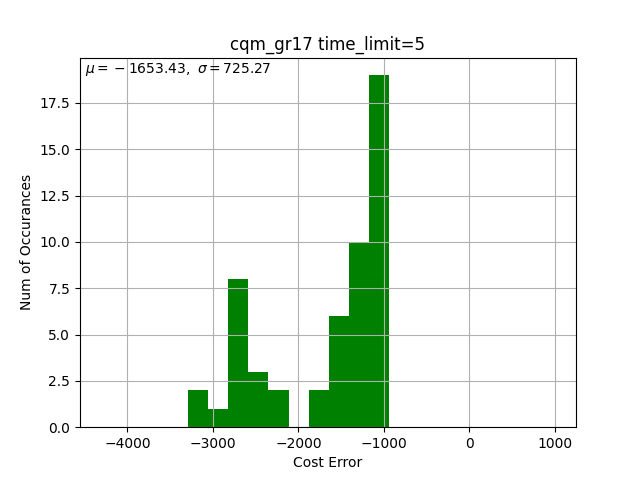 cqm_gr17 time_limit=5
μ = −1653.43, σ = 725.27
17.5
15.0
12.5
10.0
7.5
5.0
2.5
0.0
Num of Occurances
−4000 −3000 −2000 −1000 0 1000
Cost Error